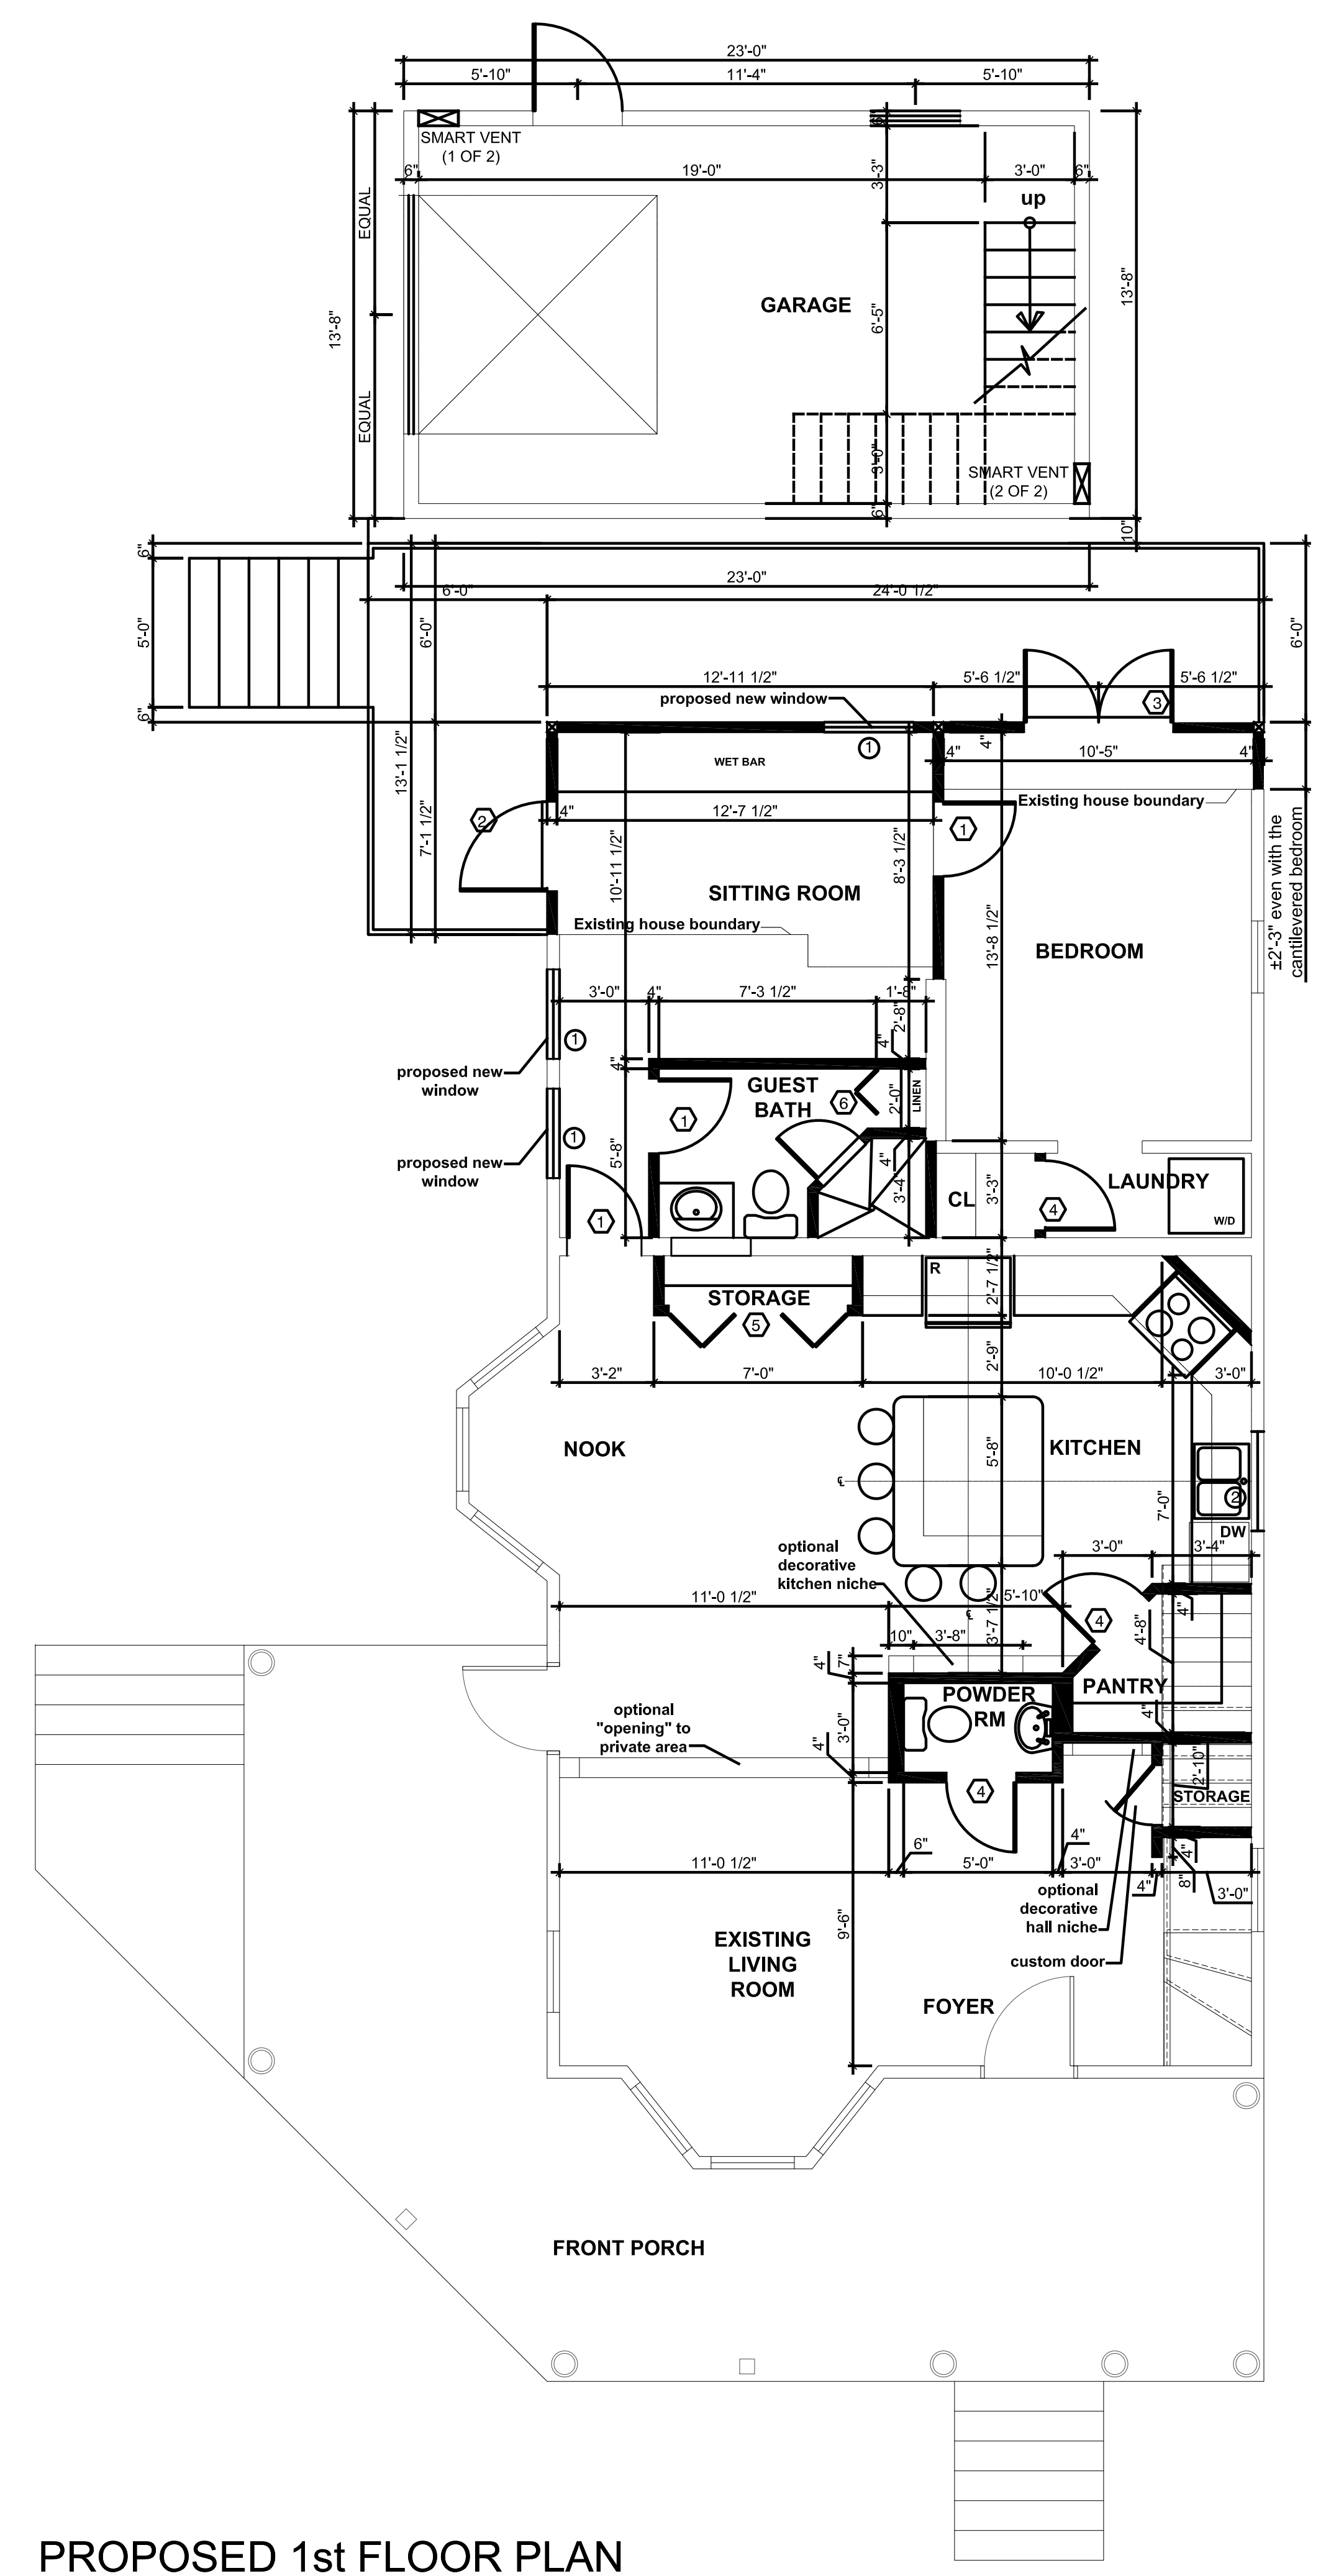 23'-0"
5'-10"
11'-4"
5'-10"
SMART VENT
(1 OF 2)
6"
6"
19'-0"
3'-0"
6"
3'-3"
up
EQUAL
13'-8"
GARAGE
6'-5"
13'-8"
EQUAL
3'-0"
SMART VENT
(2 OF 2)
6"
10"
6"
23'-0"
6'-0"
24'-0 1/2"
5'-0"
6'-0"
6'-0"
12'-11 1/2"
5'-6 1/2"
5'-6 1/2"
proposed new window
3
6"
1
4"
4"
10'-5"
4"
WET BAR
13'-1 1/2"
7'-1 1/2"
2
4"
12'-7 1/2"
Existing house boundary
1
10'-11 1/2"
8'-3 1/2"
±2'-3" even with the
cantilevered bedroom
SITTING ROOM
Existing house boundary
13'-8 1/2"
BEDROOM
3'-0"
4"
7'-3 1/2"
1'-8"
2'-8"
1
4"
4"
proposed new
window
GUEST
BATH
6
2'-0"
LINEN
1
1
proposed new
window
5'-8"
4"
3'-4"
CL
3'-3"
LAUNDRY
4
W/D
1
R
2'-7 1/2"
STORAGE
5
2'-9"
3'-2"
7'-0"
10'-0 1/2"
3'-0"
NOOK
KITCHEN
5'-8"
℄
7'-0"
2
DW
optional
decorative
kitchen niche
3'-0"
3'-4"
11'-0 1/2"
5'-10"
℄
3'-7 1/2"
4
4"
4'-8"
10"
3'-8"
4"
7"
POWDER
RM
PANTRY
optional
"opening" to
private area
3'-0"
4"
4"
4
2'-10"
STORAGE
6"
4"
4"
11'-0 1/2"
5'-0"
3'-0"
4"
8"
3'-0"
optional
decorative
hall niche
9'-6"
custom door
EXISTING
LIVING
ROOM
FOYER
FRONT PORCH
PROPOSED 1st FLOOR PLAN